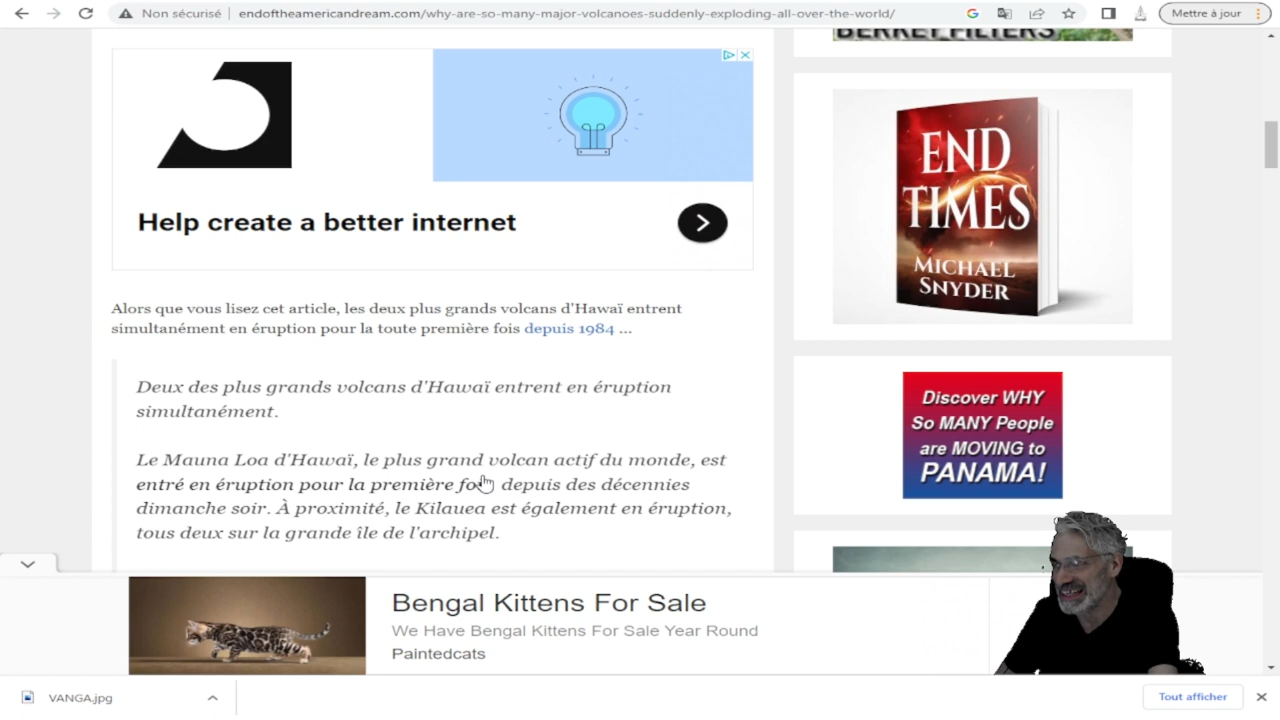 Non sécurisé
endoftheamericandream.com/why-are-so-many-major-volcanoes-suddenly-exploding-all-over-the-world/
Mettre à jour
Help create a better internet
Alors que vous lisez cet article, les deux plus grands volcans d'Hawaï entrent
simultanément en éruption pour la toute première fois depuis 1984 ...
Deux des plus grands volcans d'Hawaï entrent en éruption
simultanément.
Le Mauna Loa d'Hawaï, le plus grand volcan actif du monde, est
entré en éruption pour la première fois depuis des décennies
dimanche soir. À proximité, le Kilauea est également en éruption,
tous deux sur la grande île de l'archipel.
BERKEY FILTERS
END
TIMES
MICHAEL
SNYDER
Discover WHY
So MANY People
are MOVING to
PANAMA!
Bengal Kittens For Sale
We Have Bengal Kittens For Sale Year Round
Paintedcats
VANGA.jpg
Tout afficher